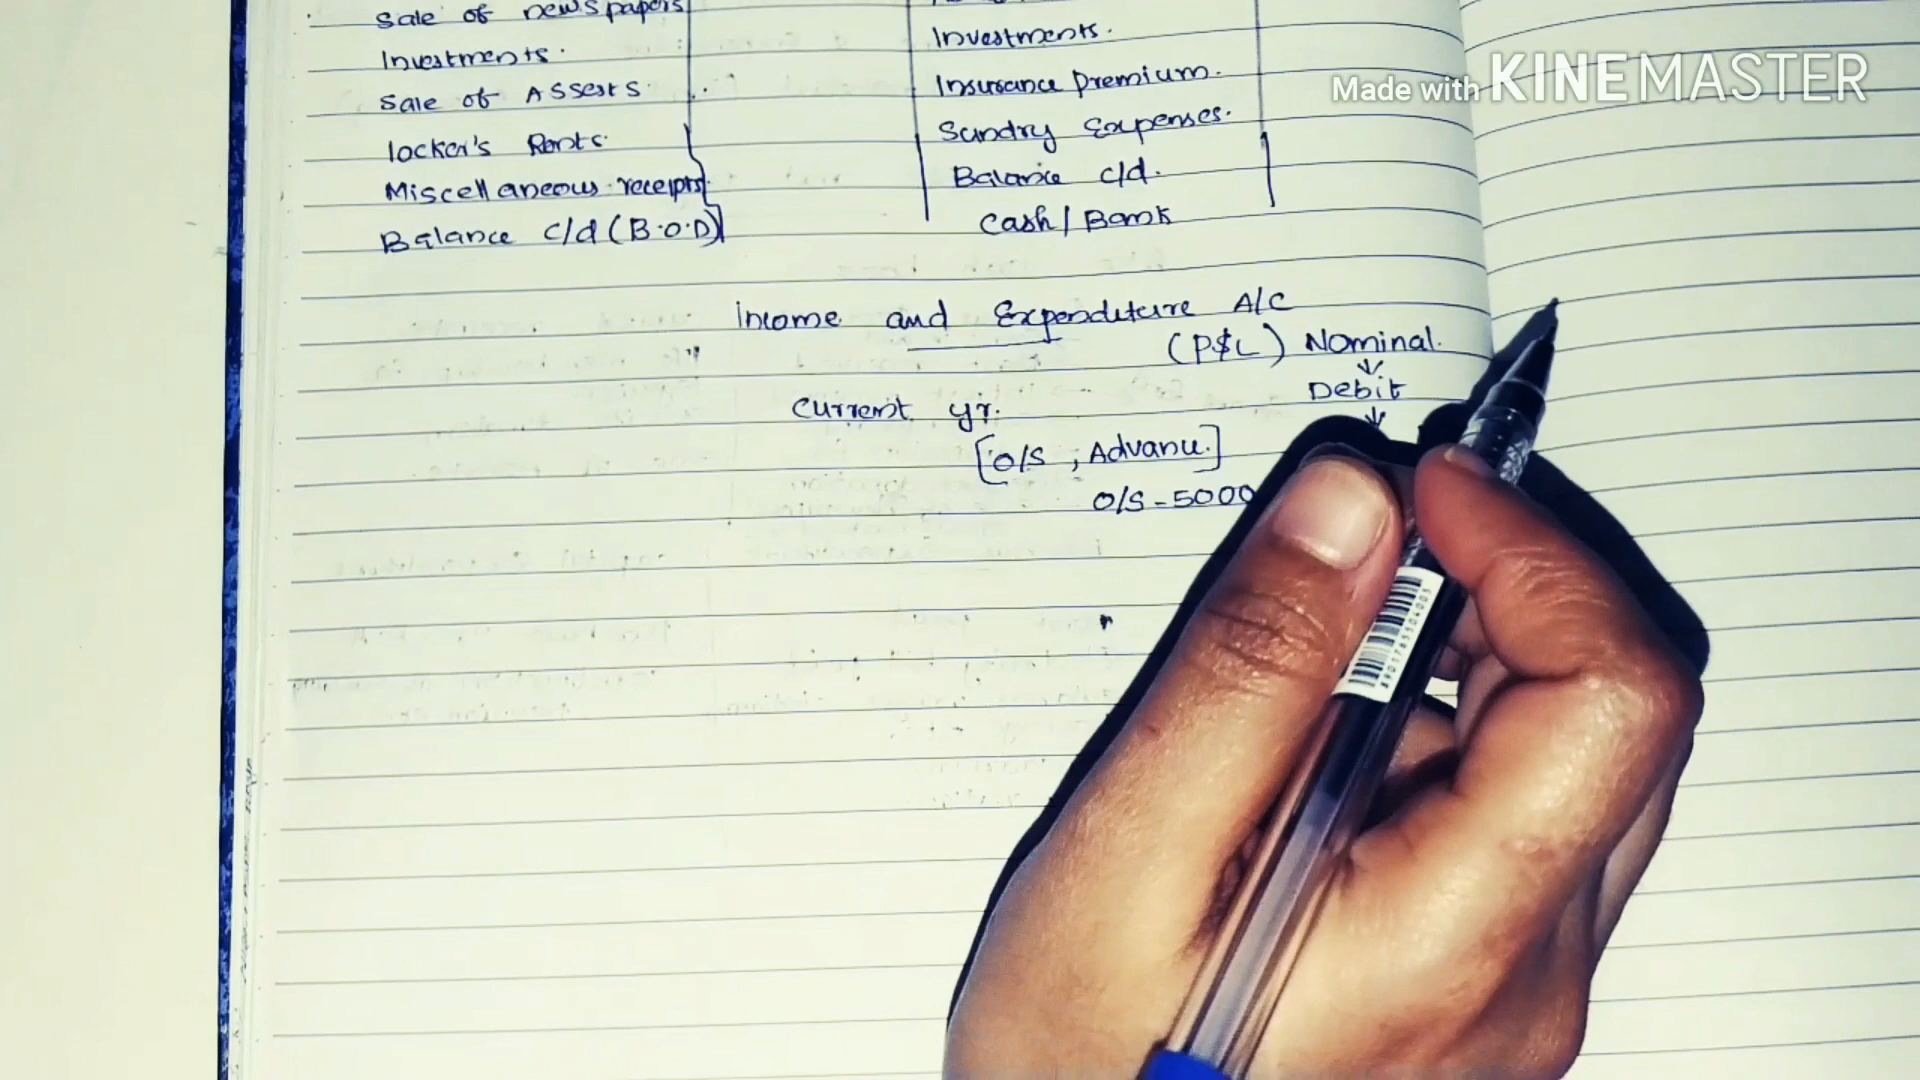 Sale of newspapers
Investments.
Sale of Assests.
locker's Rents.
Miscellaneous receipts.
Balance c/d (B.O.D)
Investments.
Insurance premium.
Sundry Expenses.
Balance c/d.
Cash/Bank
Income and Expenditure A/C
(P$L) Nominal.
Debit
Current yr.
[O/S, Advance.]
O/S-5000
Made with KINEMASTER